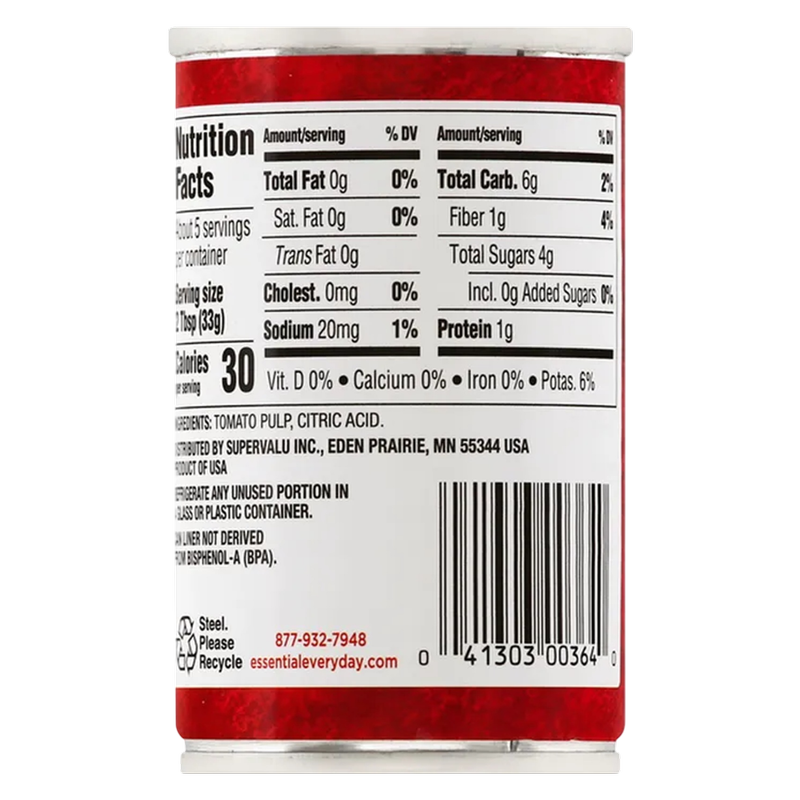 Nutrition
Facts
About 5 servings
per container
Serving size
2 Tbsp (33g)
Calories
per serving
30
Amount/serving % DV
Total Fat 0g 0%
Sat. Fat 0g 0%
Trans Fat 0g
Cholest. 0mg 0%
Sodium 20mg 1%
Amount/serving % DV
Total Carb. 6g 2%
Fiber 1g 4%
Total Sugars 4g
Incl. 0g Added Sugars 0%
Protein 1g
Vit. D 0% • Calcium 0% • Iron 0% • Potas. 6%
INGREDIENTS: TOMATO PULP, CITRIC ACID.
DISTRIBUTED BY SUPERVALU INC., EDEN PRAIRIE, MN 55344 USA
PRODUCT OF USA
REFRIGERATE ANY UNUSED PORTION IN
A GLASS OR PLASTIC CONTAINER.
CAN LINER NOT DERIVED
FROM BISPHENOL-A (BPA).
Steel.
Please
Recycle
877-932-7948
essentialeveryday.com
0 41303 00364 0